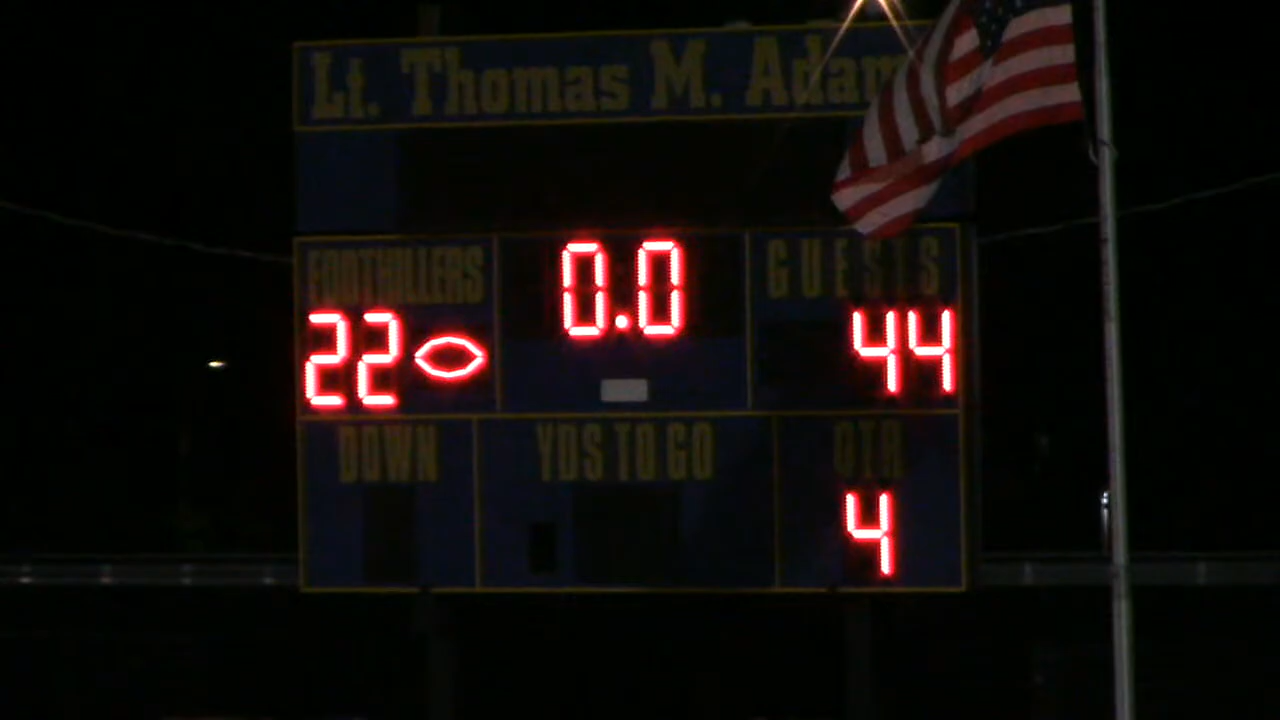 Lt. Thomas M. Adam
FOOTHILLERS
0.0
GUESTS
22
44
DOWN
YDS TO GO
QTR
4